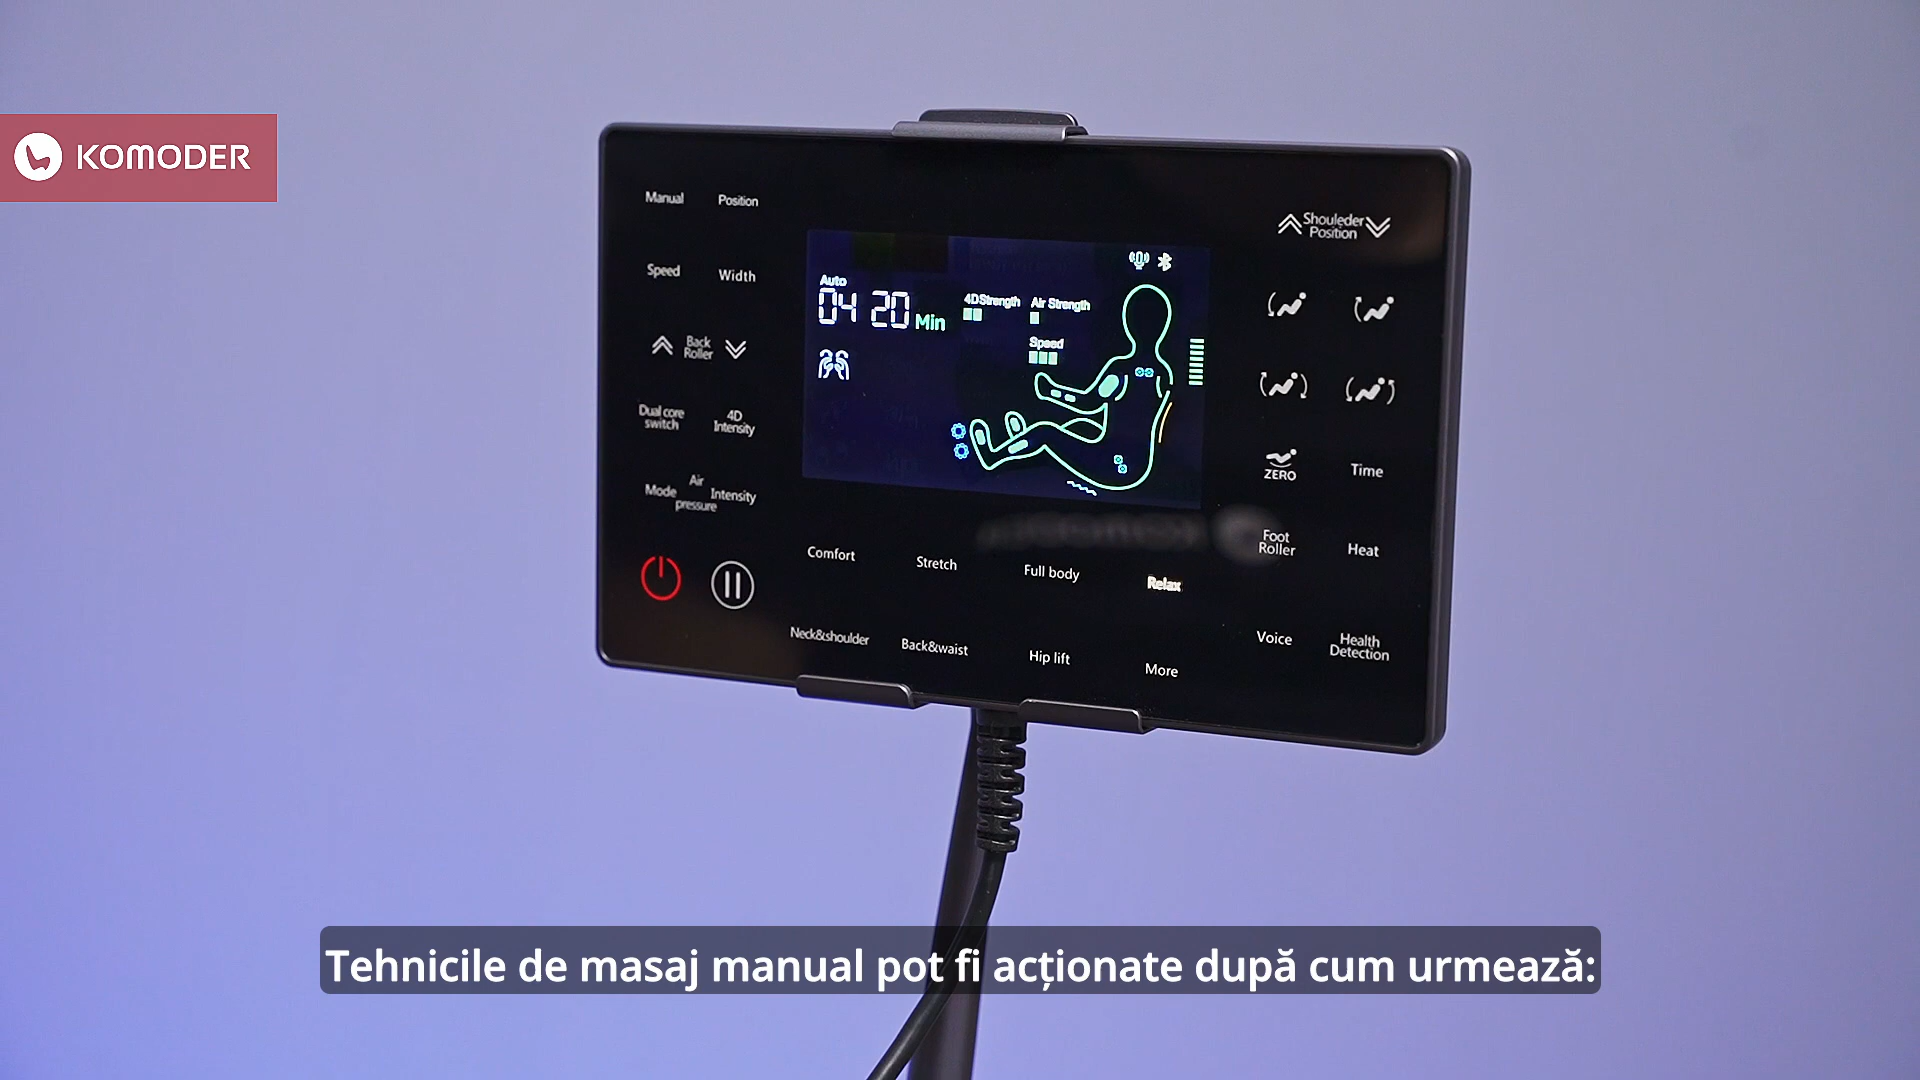 KOMODER
Manual
Position
Shouleder
Position
Speed
Width
Back
Roller
Dual core
switch
4D
Intensity
Mode
Air
pressure
Intensity
Auto
04 20 Min
4DStrength
Air Strength
Speed
ZERO
Time
Foot
Roller
Heat
Comfort
Stretch
Full body
Relax
Neck&shoulder
Back&waist
Hip lift
More
Voice
Health
Detection
Tehnicile de masaj manual pot fi acționate după cum urmează: